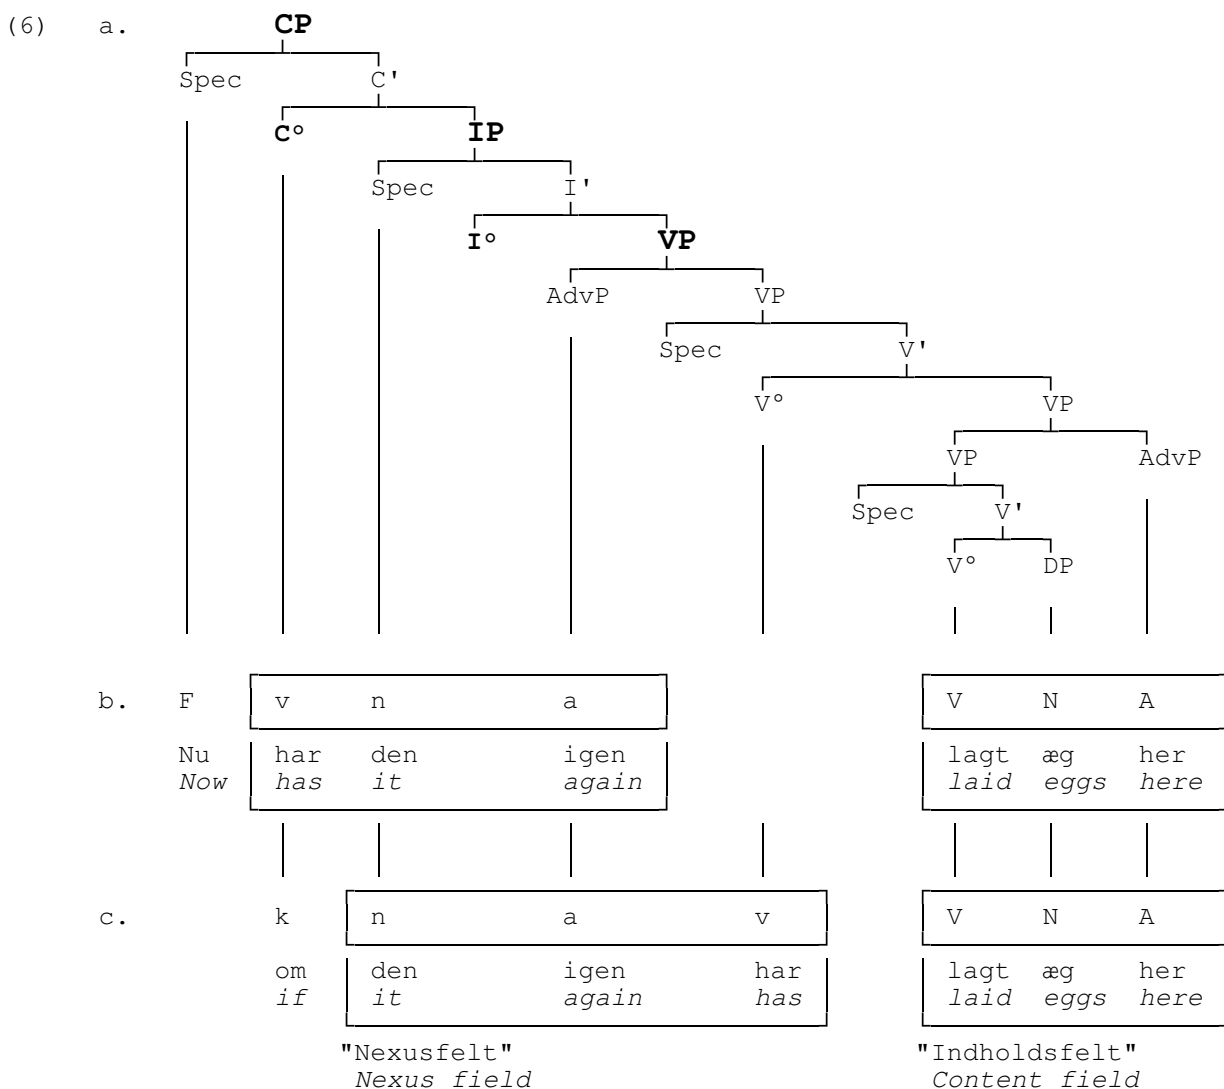 (6) a. CP
Spec C'
C° IP
Spec I'
I° VP
AdvP VP
Spec V'
V° VP
VP AdvP
Spec V'
V° DP
b. F v n a V N A
Nu har den igen lagt æg her
Now has it again laid eggs here
c. k n a v V N A
om den igen har lagt æg her
if it again has laid eggs here
"Nexusfelt" "Indholdsfelt"
Nexus field Content field